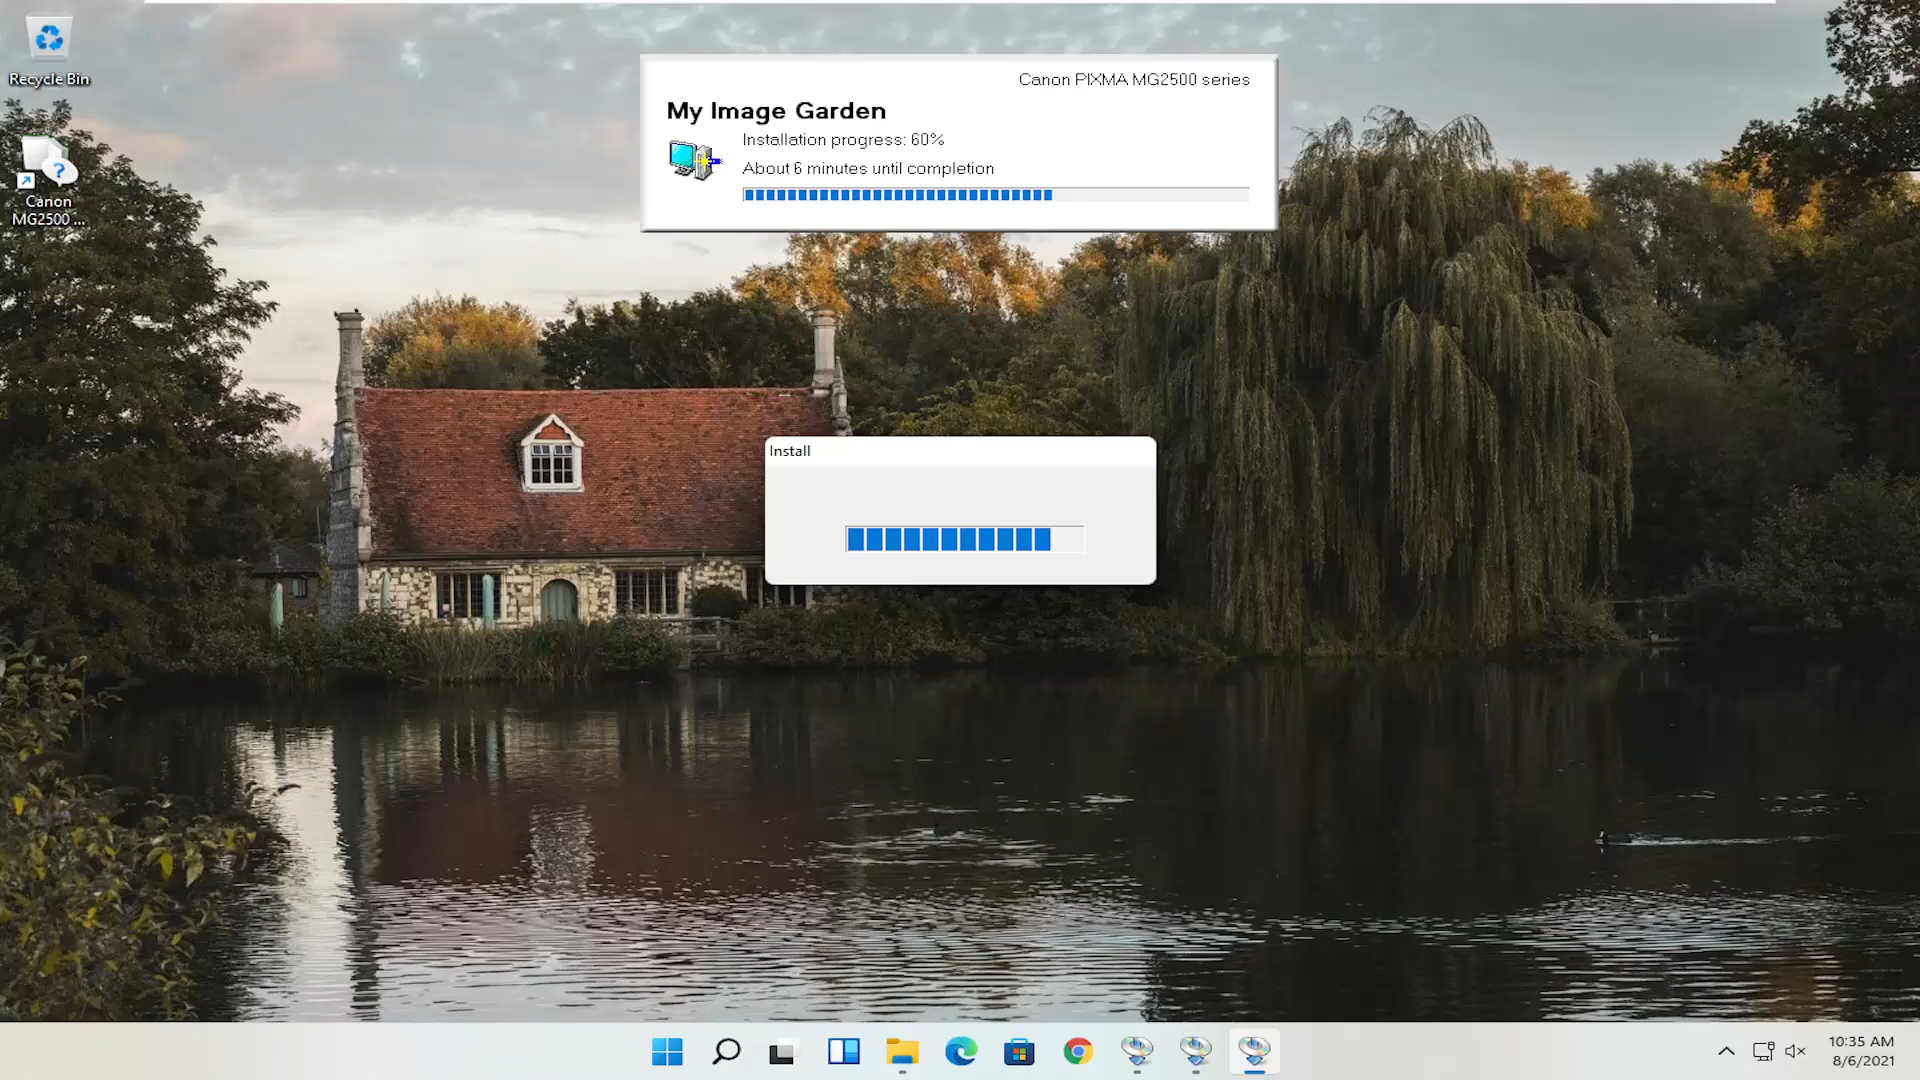 Recycle Bin
Canon
MG2500 ...
Canon PIXMA MG2500 series
My Image Garden
Installation progress: 60%
About 6 minutes until completion
Install
10:35 AM
8/6/2021